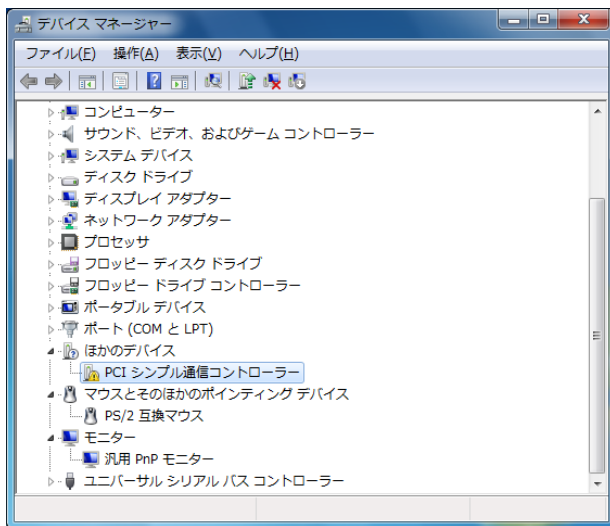 デバイス マネージャー
ファイル(F) 操作(A) 表示(V) ヘルプ(H)
コンピューター
サウンド、ビデオ、およびゲーム コントローラー
システム デバイス
ディスク ドライブ
ディスプレイ アダプター
ネットワーク アダプター
プロセッサ
フロッピー ディスク ドライブ
フロッピー ドライブ コントローラー
ポータブル デバイス
ポート (COM と LPT)
ほかのデバイス
PCI シンプル通信コントローラー
マウスとそのほかのポインティング デバイス
PS/2 互換マウス
モニター
汎用 PnP モニター
ユニバーサル シリアル バス コントローラー